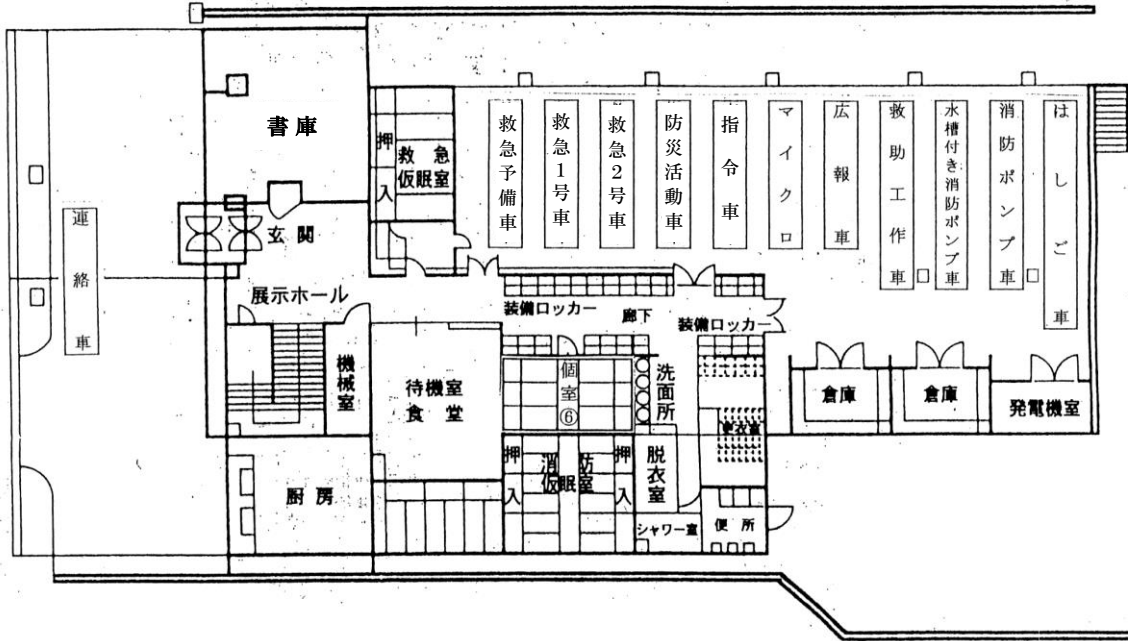 書庫
押入
救急
仮眠室
救急予備車
救急1号車
救急2号車
防災活動車
指令車
マイクロ
広報車
救助工作車
水槽付き消防ポンプ車
消防ポンプ車
はしご車
連絡車
玄関
展示ホール
装備ロッカー
廊下
装備ロッカー
機械室
待機室
食堂
個室⑥
洗面所
倉庫
倉庫
発電機室
更衣室
厨房
押入
消防
仮眠室
押入
脱衣室
シャワー室
便所